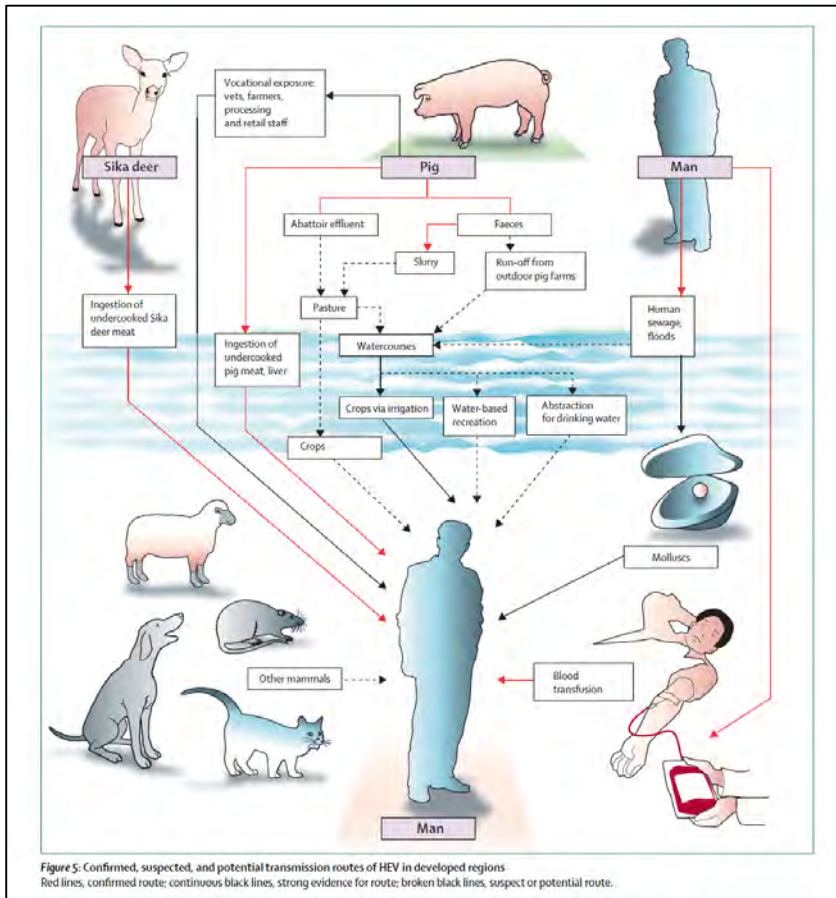 Vocational exposure:
vets, farmers,
processing
and retail staff
Sika deer
Pig
Man
Abattoir effluent
Faeces
Slurry
Run-off from
outdoor pig farms
Pasture
Ingestion of
undercooked Sika
deer meat
Ingestion of
undercooked
pig meat, liver
Watercourses
Human
sewage,
floods
Crops via irrigation
Water-based
recreation
Abstraction
for drinking water
Crops
Molluscs
Other mammals
Blood
transfusion
Man
Figure 5: Confirmed, suspected, and potential transmission routes of HEV in developed regions
Red lines, confirmed route; continuous black lines, strong evidence for route; broken black lines, suspect or potential route.